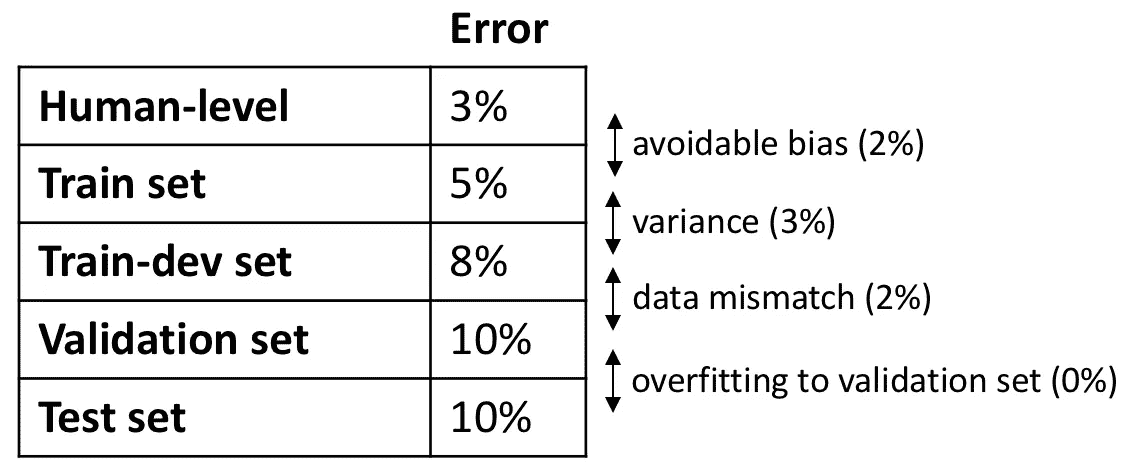 Error
Human-level 3%
avoidable bias (2%)
Train set 5%
variance (3%)
Train-dev set 8%
data mismatch (2%)
Validation set 10%
overfitting to validation set (0%)
Test set 10%